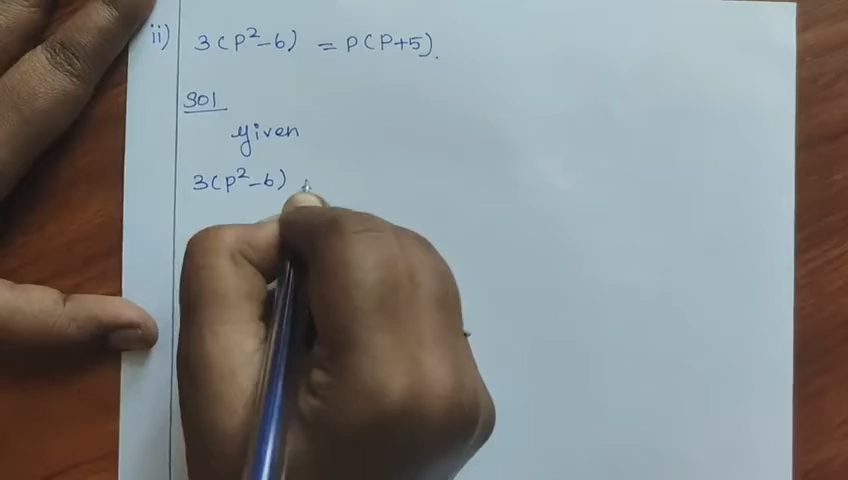 ii) 3(p²-6) = p(p+5).
Sol
Given
3(p²-6)